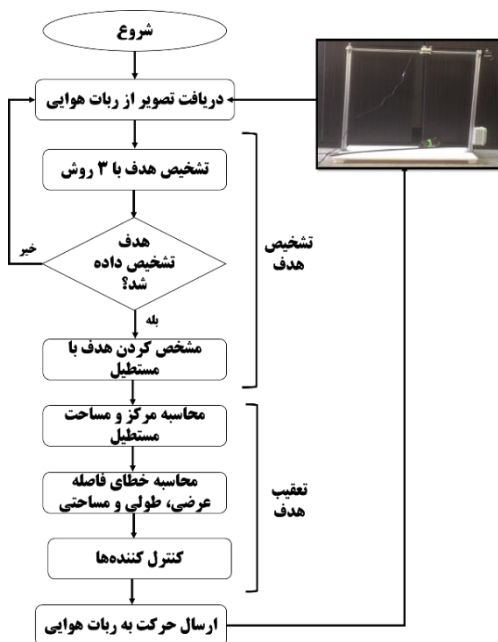 شروع
دریافت تصویر از ربات هوایی
تشخیص هدف با ۳ روش
هدف
تشخیص داده
شد؟
خیر
بله
مشخص کردن هدف با
مستطیل
تشخیص
هدف
محاسبه مرکز و مساحت
مستطیل
محاسبه خطای فاصله
عرضی، طولی و مساحتی
کنترل کننده‌ها
تعقیب
هدف
ارسال حرکت به ربات هوایی